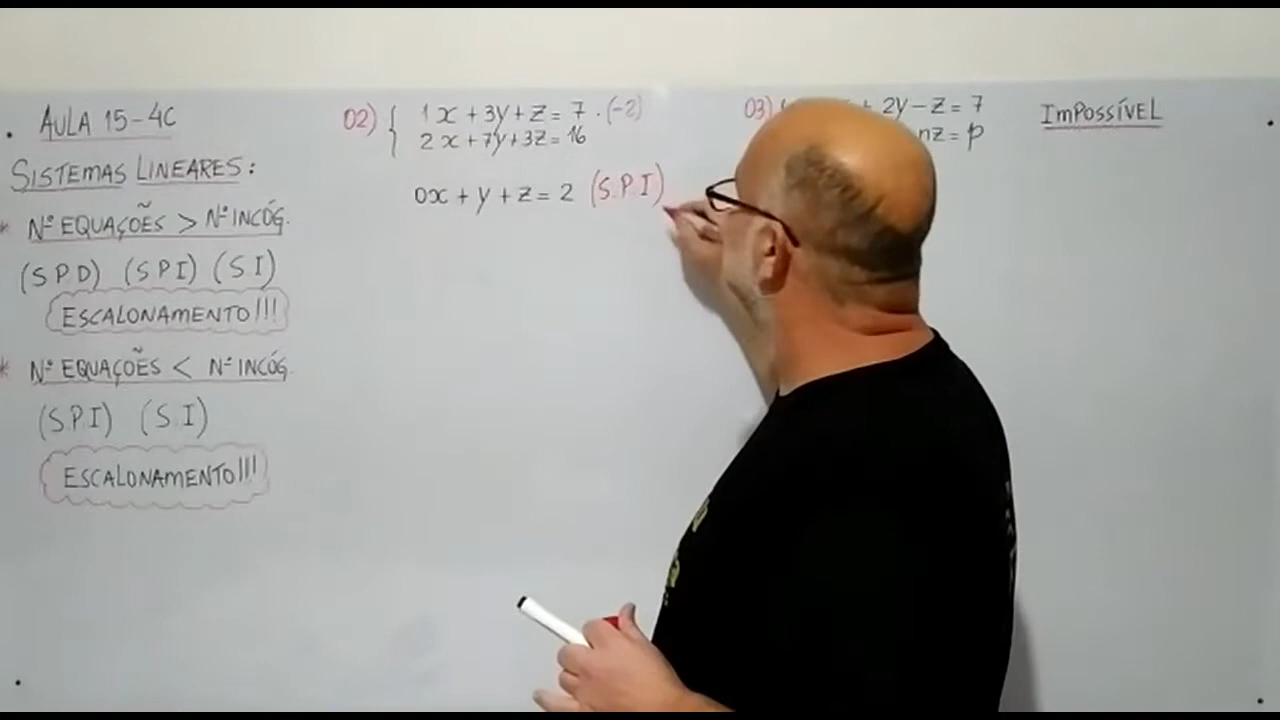 AULA 15-4C
SISTEMAS LINEARES:
* Nº EQUAÇÕES > Nº INCÓG.
(S P D) (S P I) (S I)
ESCALONAMENTO!!!
* Nº EQUAÇÕES < Nº INCÓG.
(S.P.I) (S.I)
ESCALONAMENTO!!!
02) { 1x + 3y + z = 7 · (-2)
2x + 7y + 3z = 16
0x + y + z = 2 (S.P.I)
03) { + 2y - z = 7
nz = p
ImPOSSÍVEL